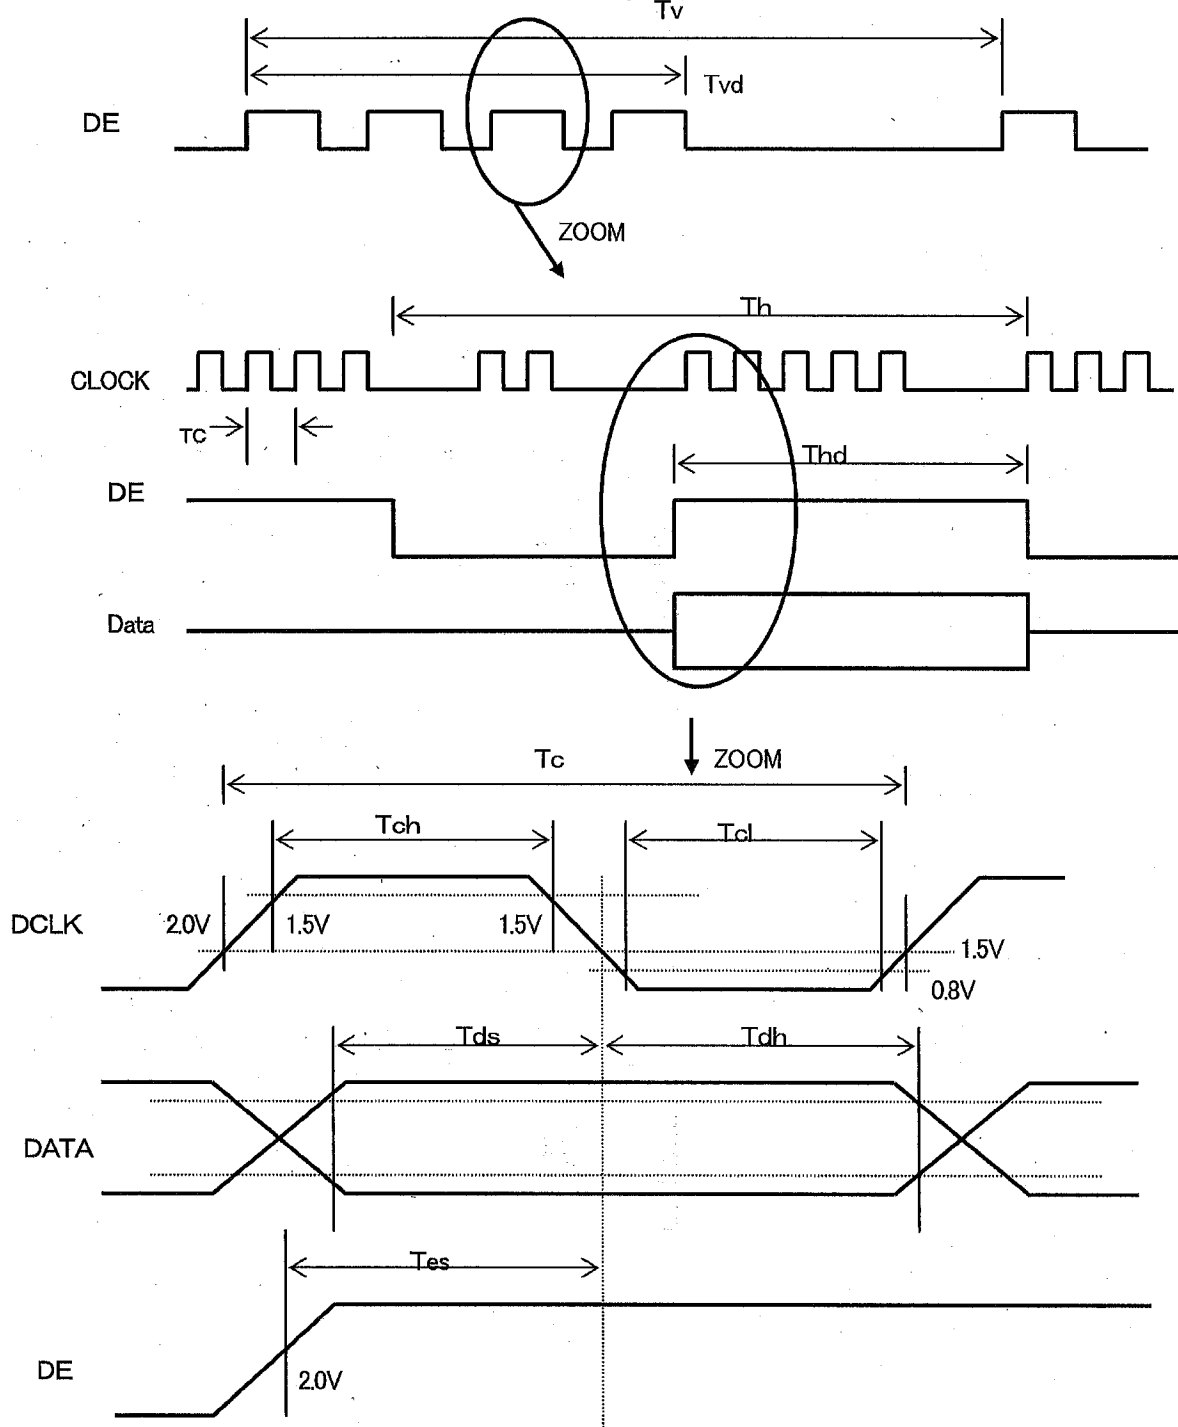 Tv
Tvd
DE
ZOOM
Th
CLOCK
TC
Thd
DE
Data
ZOOM
Tc
Tch
Tcl
DCLK
2.0V
1.5V
1.5V
1.5V
0.8V
Tds
Tdh
DATA
Tes
DE
2.0V